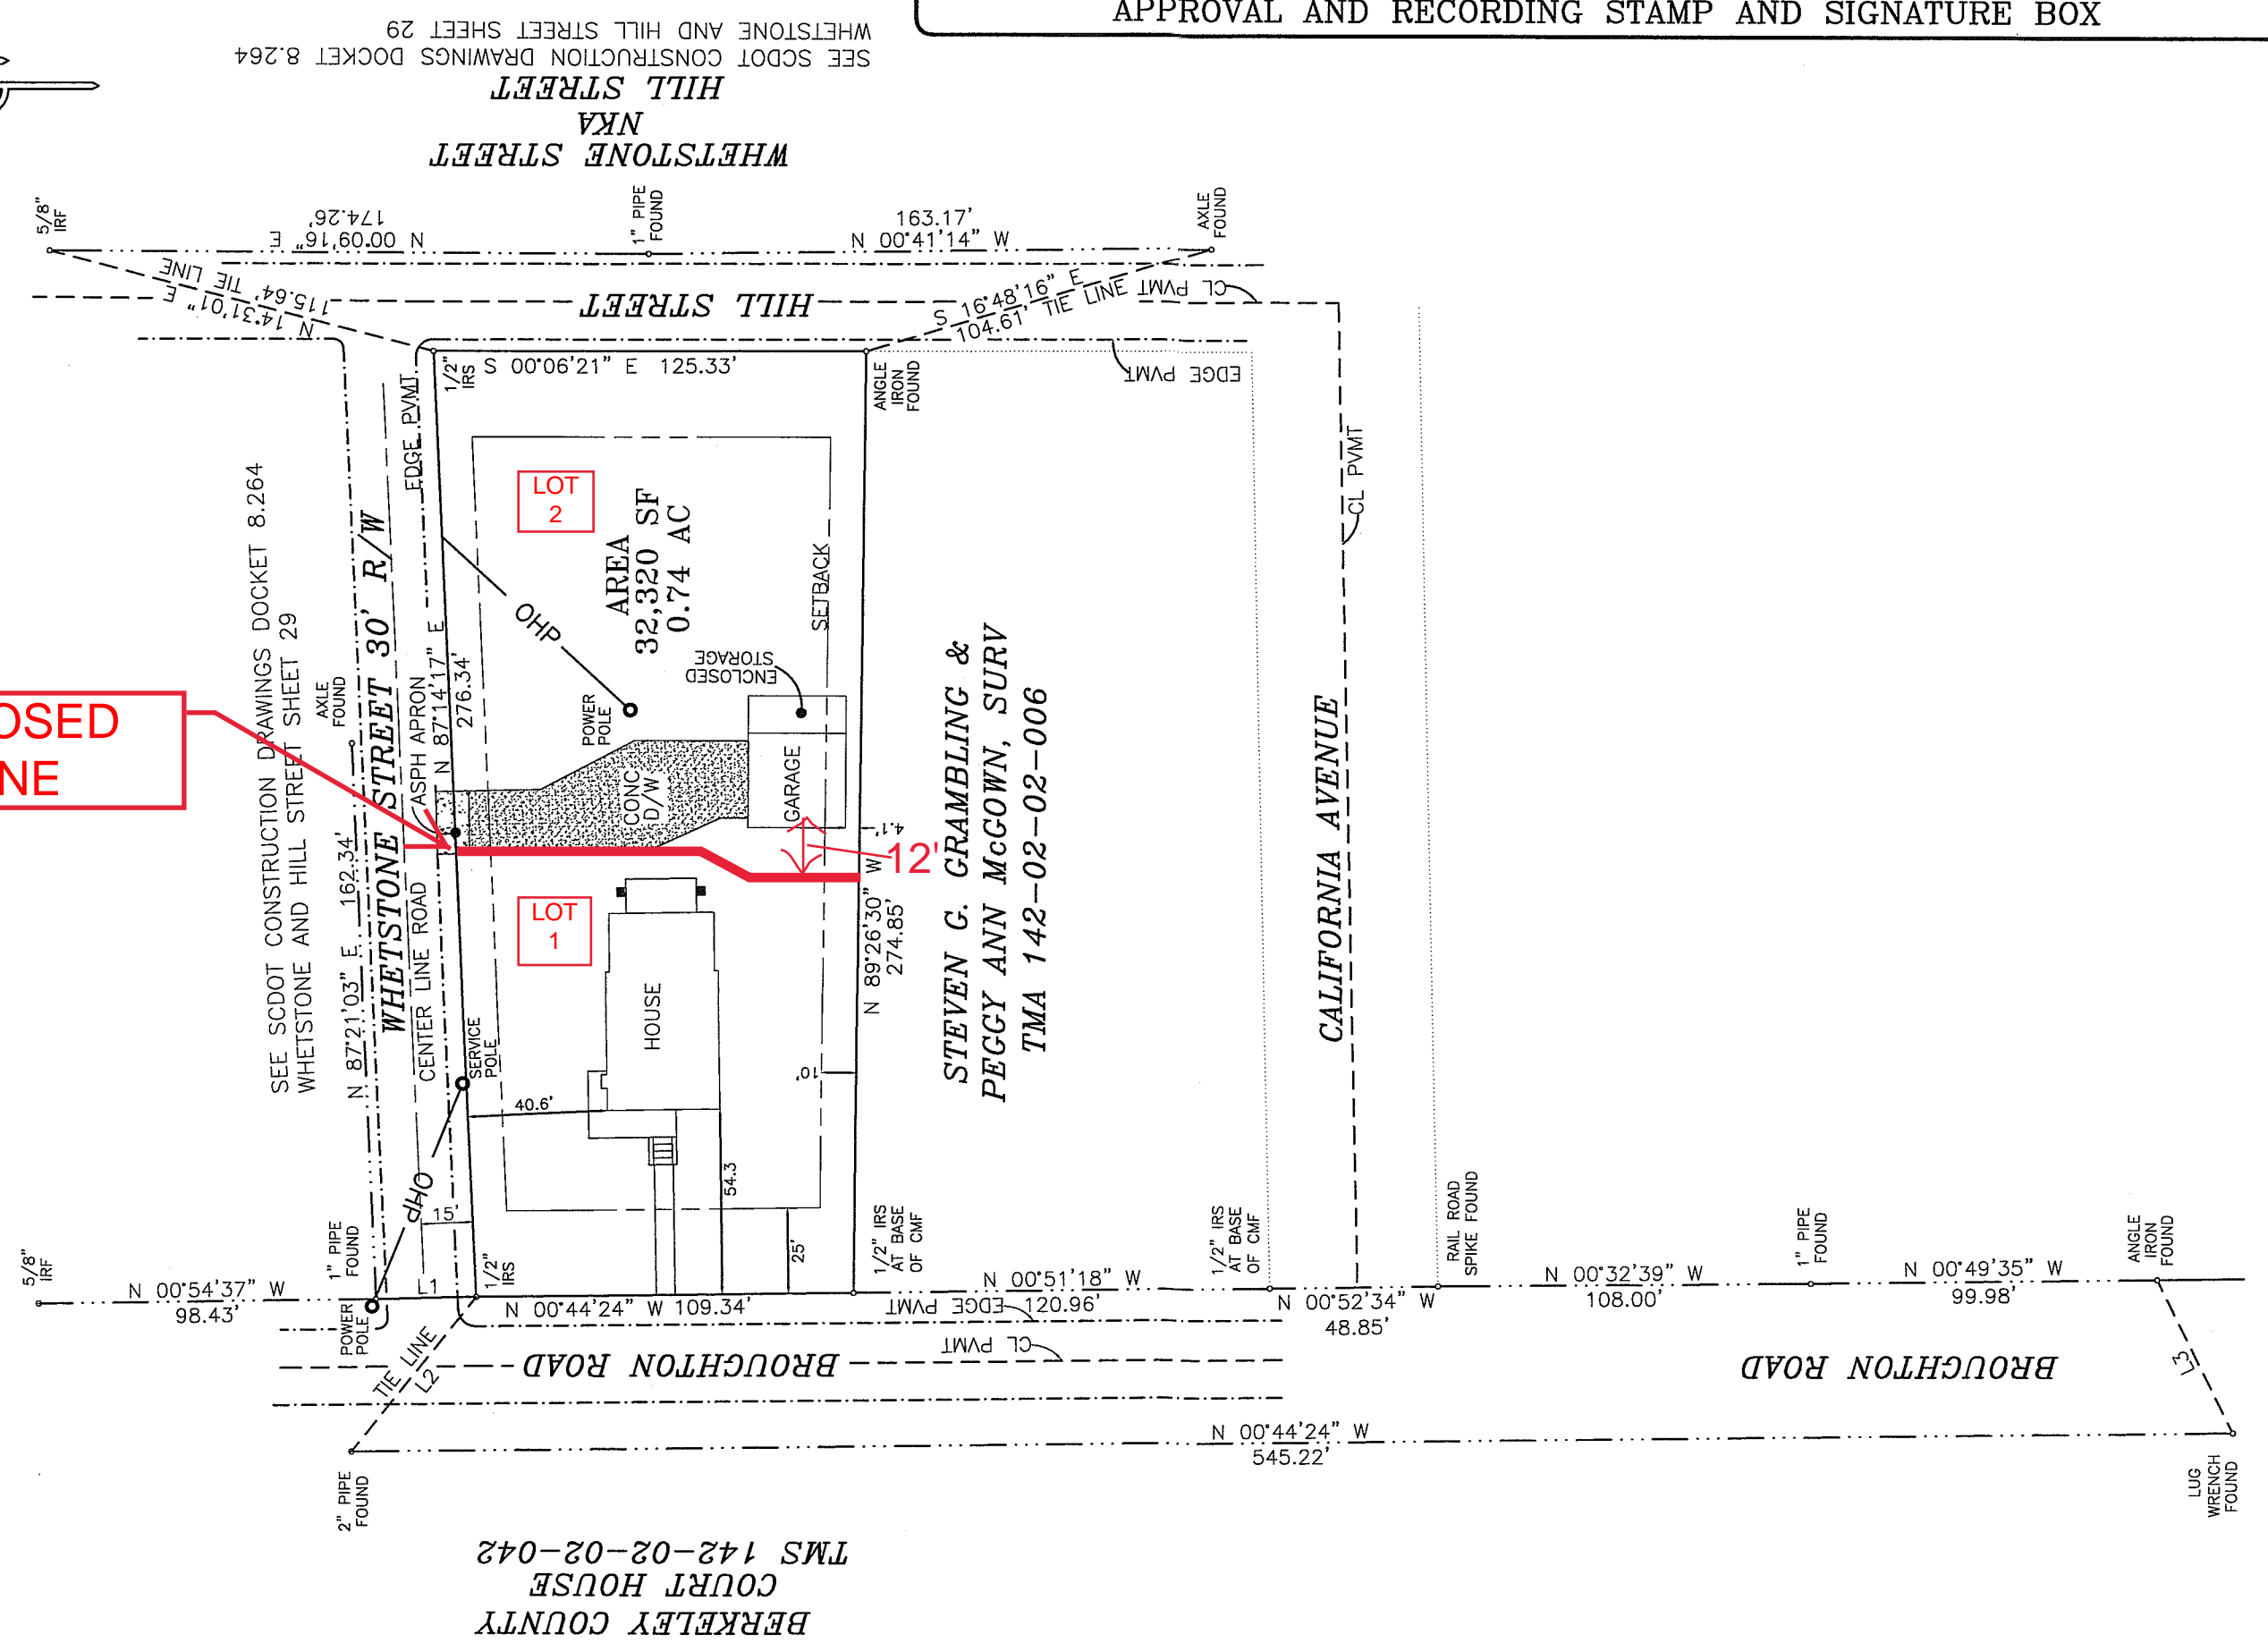 APPROVAL AND RECORDING STAMP AND SIGNATURE BOX
SEE SCDOT CONSTRUCTION DRAWINGS DOCKET 8.264
WHETSTONE AND HILL STREET SHEET 29
WHETSTONE STREET
NKA
HILL STREET
5/8"
IRF
N 00°09'16" E
174.26'
1" PIPE
FOUND
163.17'
N 00°41'14" W
AXLE
FOUND
N 14°31'01" E
115.64' TIE LINE
HILL STREET
S 16°48'16" E
104.61' TIE LINE
CL PVMT
EDGE PVMT
1/2"
IRS
S 00°06'21" E 125.33'
ANGLE
IRON
FOUND
EDGE PVMT
SEE SCDOT CONSTRUCTION DRAWINGS DOCKET 8.264
WHETSTONE AND HILL STREET SHEET 29
WHETSTONE STREET 30' R/W
LOT
2
AREA
32,320 SF
0.74 AC
OHP
SETBACK
ENCLOSED
STORAGE
POWER
POLE
CONC
D/W
GARAGE
N 87°14'17" E
276.34'
ASPH APRON
AXLE
FOUND
OSED
NE
N 87°21'03" E 162.34'
CENTER LINE ROAD
4.1'
12'
N 89°26'30" W
274.85'
LOT
1
HOUSE
SERVICE
POLE
40.6'
10'
54.3
25'
OHP
15'
STEVEN G. GRAMBLING &
PEGGY ANN McGOWN, SURV
TMA 142-02-02-006
CALIFORNIA AVENUE
CL PVMT
5/8"
IRF
N 00°54'37" W
98.43'
1" PIPE
FOUND
POWER
POLE
L1
1/2"
IRS
N 00°44'24" W 109.34'
1/2" IRS
AT BASE
OF CMF
EDGE PVMT
N 00°51'18" W
120.96'
1/2" IRS
AT BASE
OF CMF
N 00°52'34" W
48.85'
RAIL ROAD
SPIKE FOUND
N 00°32'39" W
108.00'
1" PIPE
FOUND
N 00°49'35" W
99.98'
ANGLE
IRON
FOUND
TIE LINE
L2
BROUGHTON ROAD
CL PVMT
BROUGHTON ROAD
L3
2" PIPE
FOUND
N 00°44'24" W
545.22'
LUG
WRENCH
FOUND
BERKELEY COUNTY
COURT HOUSE
TMS 142-02-02-042